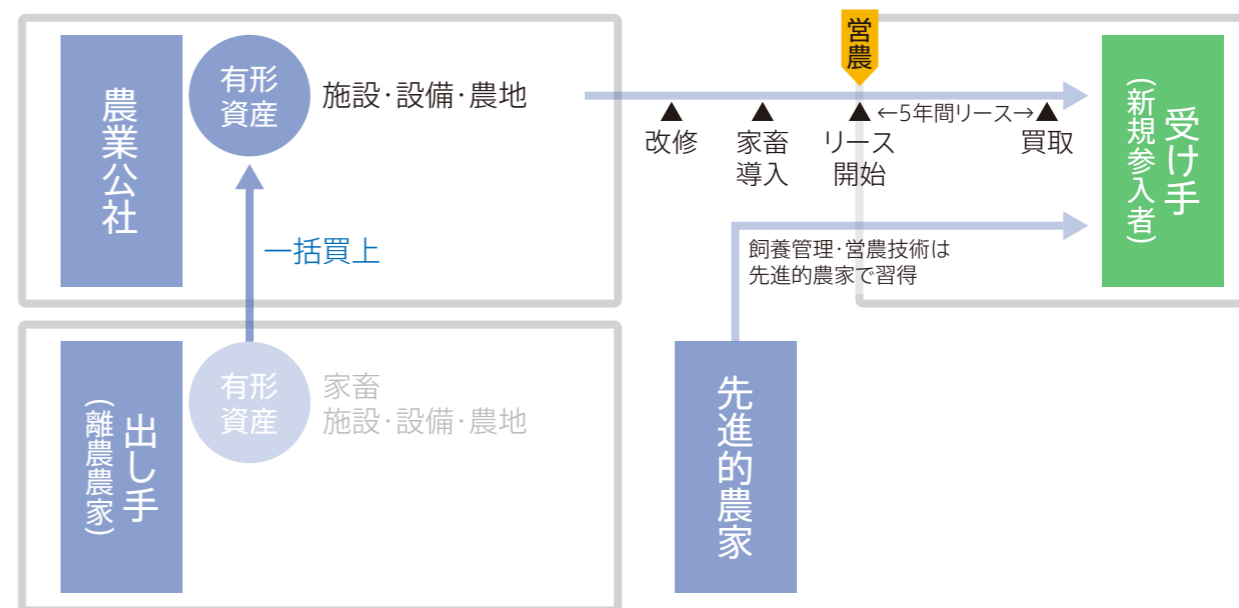 農業公社
有形
資産
施設・設備・農地
営農
▲
改修
▲
家畜
導入
▲
リース
開始
←5年間リース→
▲
買取
受け手
(新規参入者)
一括買上
飼養管理・営農技術は
先進的農家で習得
出し手
(離農農家)
有形
資産
家畜
施設・設備・農地
先進的農家